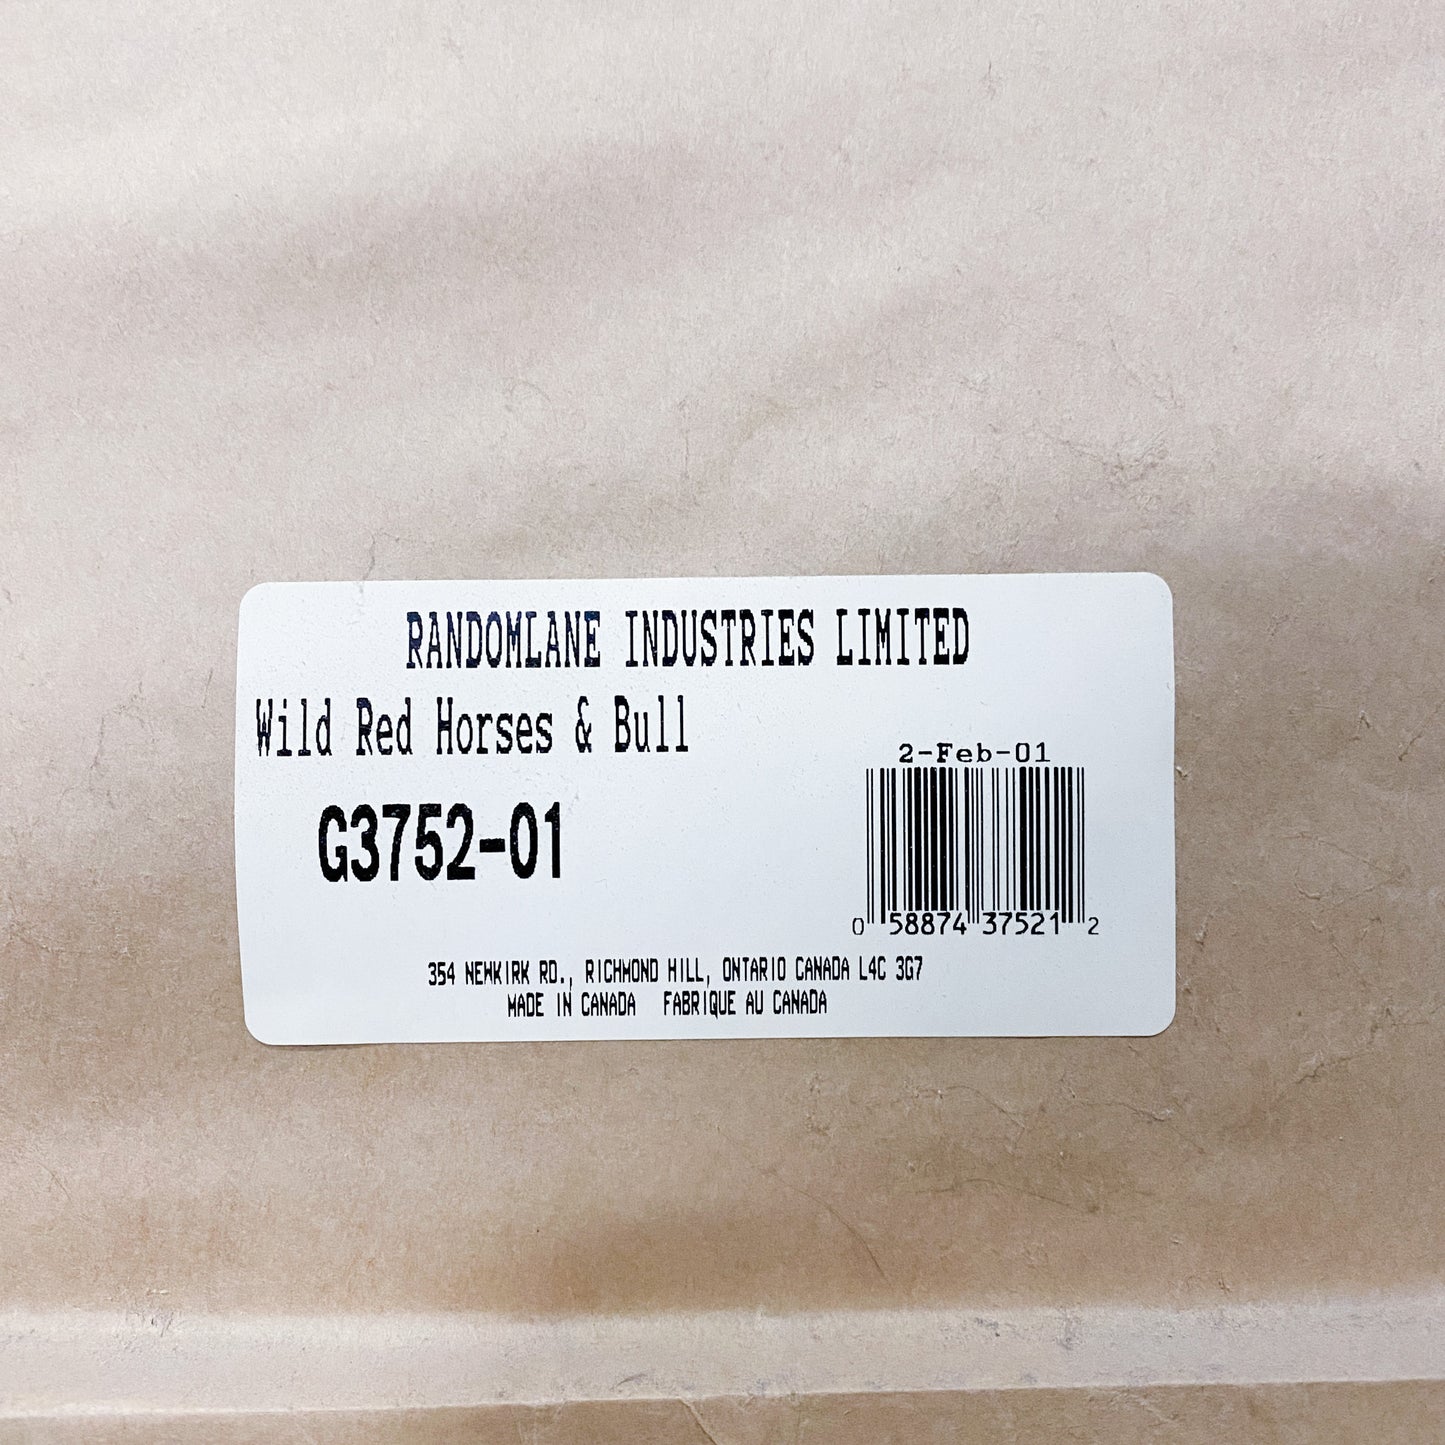 RANDOMLANE INDUSTRIES LIMITED
Wild Red Horses & Bull
2-Feb-01
G3752-01
0 58874 37521 2
354 NEWKIRK RD., RICHMOND HILL, ONTARIO CANADA L4C 3G7
MADE IN CANADA FABRIQUE AU CANADA